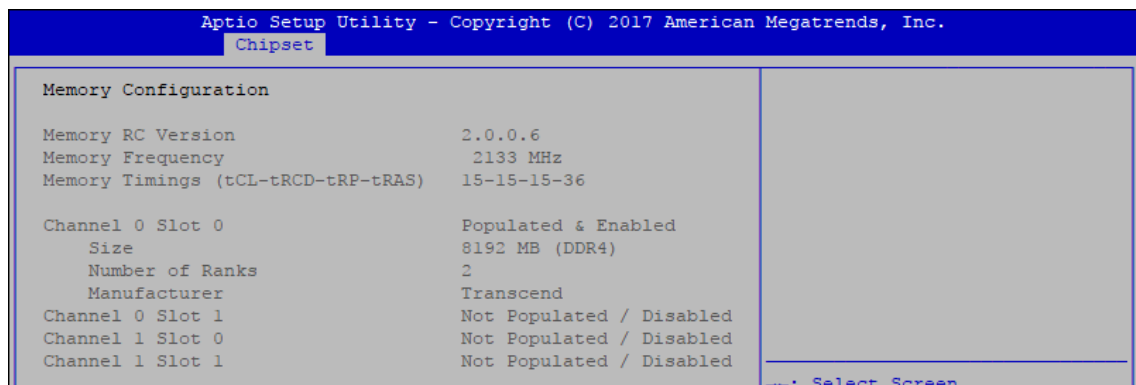 Aptio Setup Utility – Copyright (C) 2017 American Megatrends, Inc.
Chipset
Memory Configuration
Memory RC Version 2.0.0.6
Memory Frequency 2133 MHz
Memory Timings (tCL-tRCD-tRP-tRAS) 15-15-15-36
Channel 0 Slot 0 Populated & Enabled
Size 8192 MB (DDR4)
Number of Ranks 2
Manufacturer Transcend
Channel 0 Slot 1 Not Populated / Disabled
Channel 1 Slot 0 Not Populated / Disabled
Channel 1 Slot 1 Not Populated / Disabled
: Select Screen